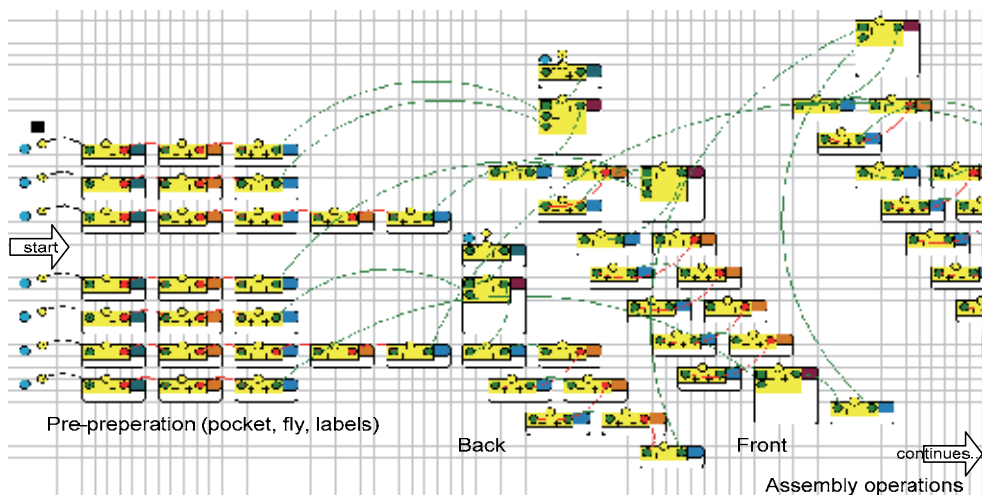 start
Pre-preperation (pocket, fly, labels)
Back
Front
continues..
Assembly operations